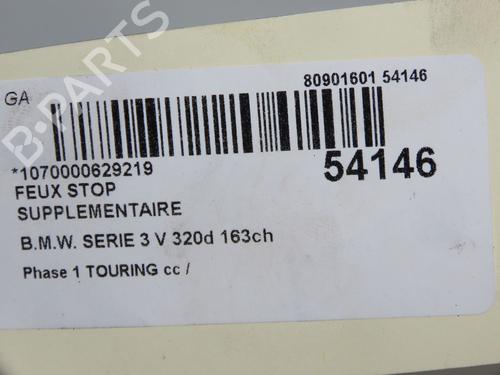 B-PARTS
GA
80901601 54146
*1070000629219
54146
FEUX STOP
SUPPLEMENTAIRE
B.M.W. SERIE 3 V 320d 163ch
Phase 1 TOURING cc /